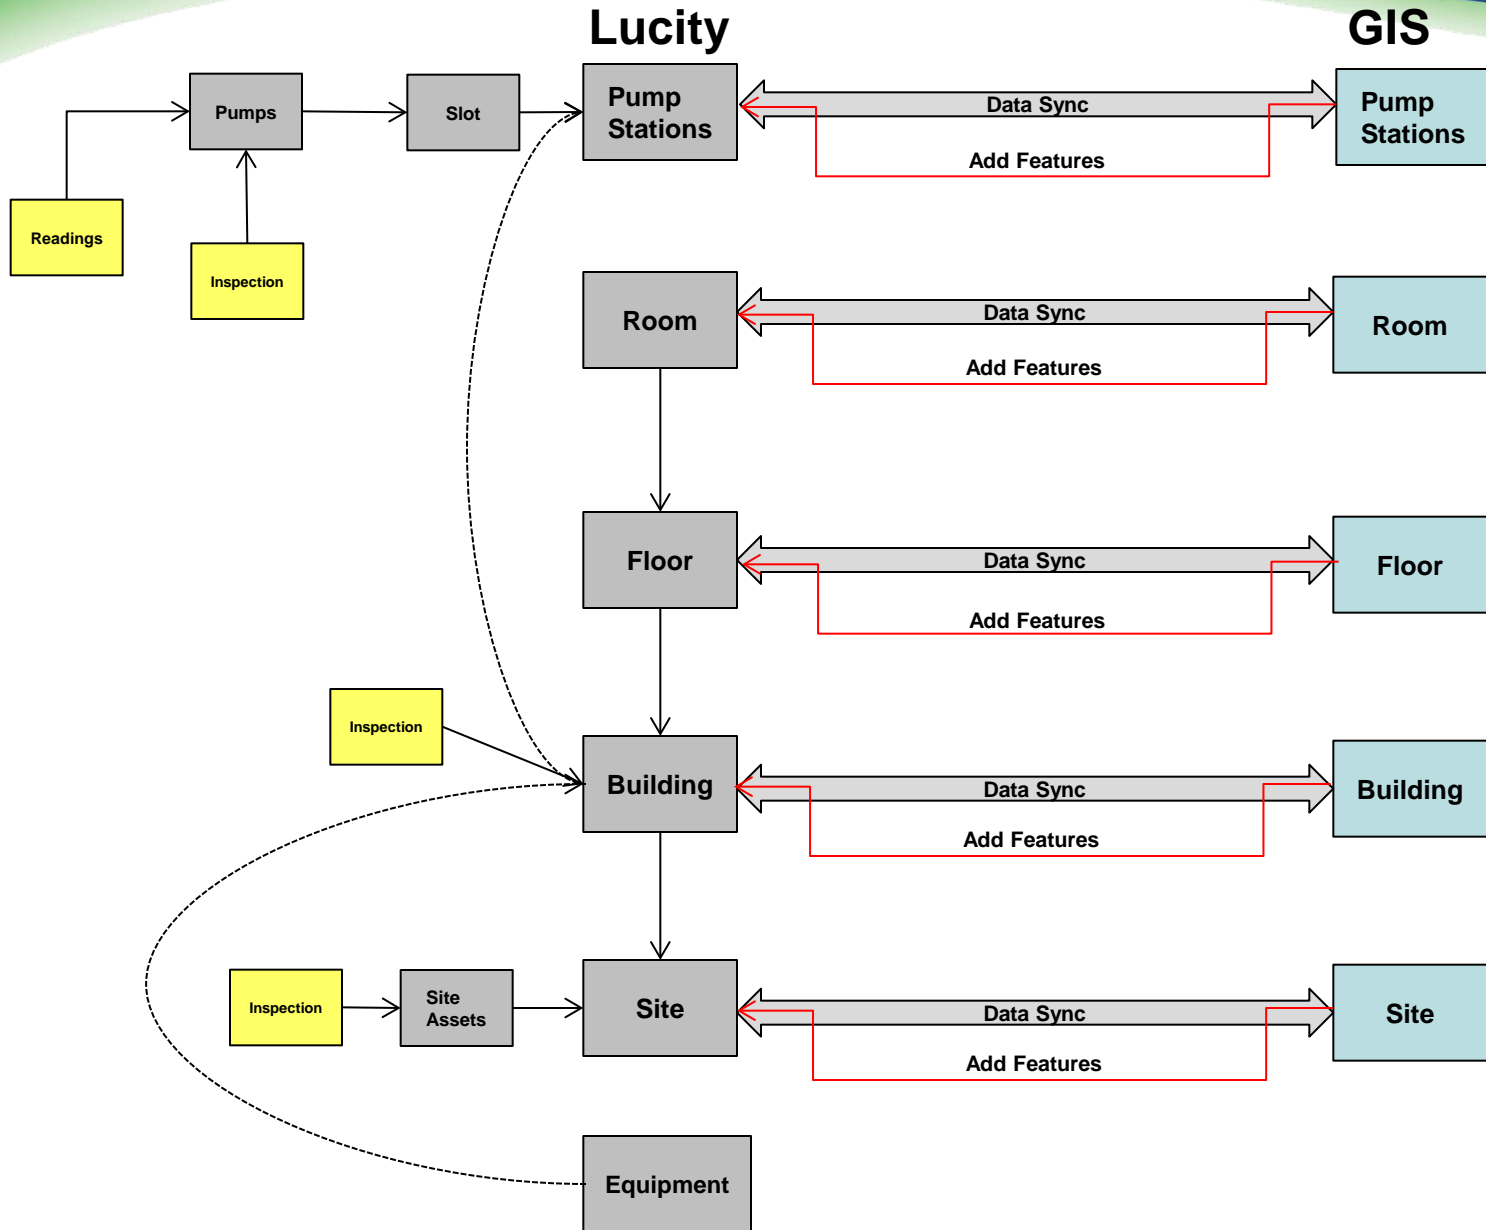 Lucity
GIS
Pumps
Slot
Pump
Stations
Data Sync
Pump
Stations
Add Features
Readings
Inspection
Room
Data Sync
Room
Add Features
Floor
Data Sync
Floor
Add Features
Inspection
Building
Data Sync
Building
Add Features
Inspection
Site
Assets
Site
Data Sync
Site
Add Features
Equipment